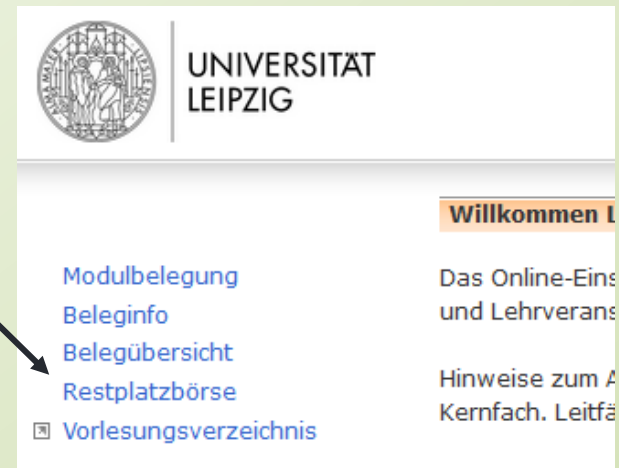 UNIVERSITÄT
LEIPZIG
Willkommen
Modulbelegung
Beleginfo
Belegübersicht
Restplatzbörse
Vorlesungsverzeichnis
Das Online-Eins
und Lehrverans
Hinweise zum A
Kernfach. Leitfä